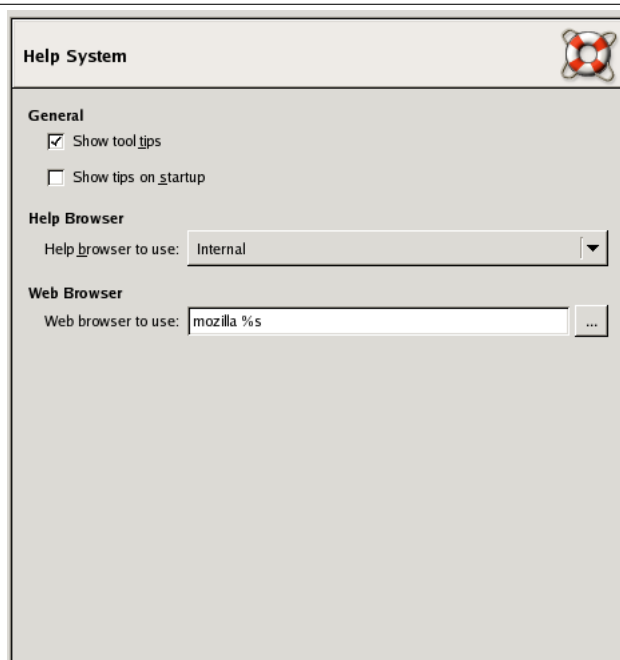 Help System
General
Show tool tips
Show tips on startup
Help Browser
Help browser to use: Internal
Web Browser
Web browser to use: mozilla %s ...